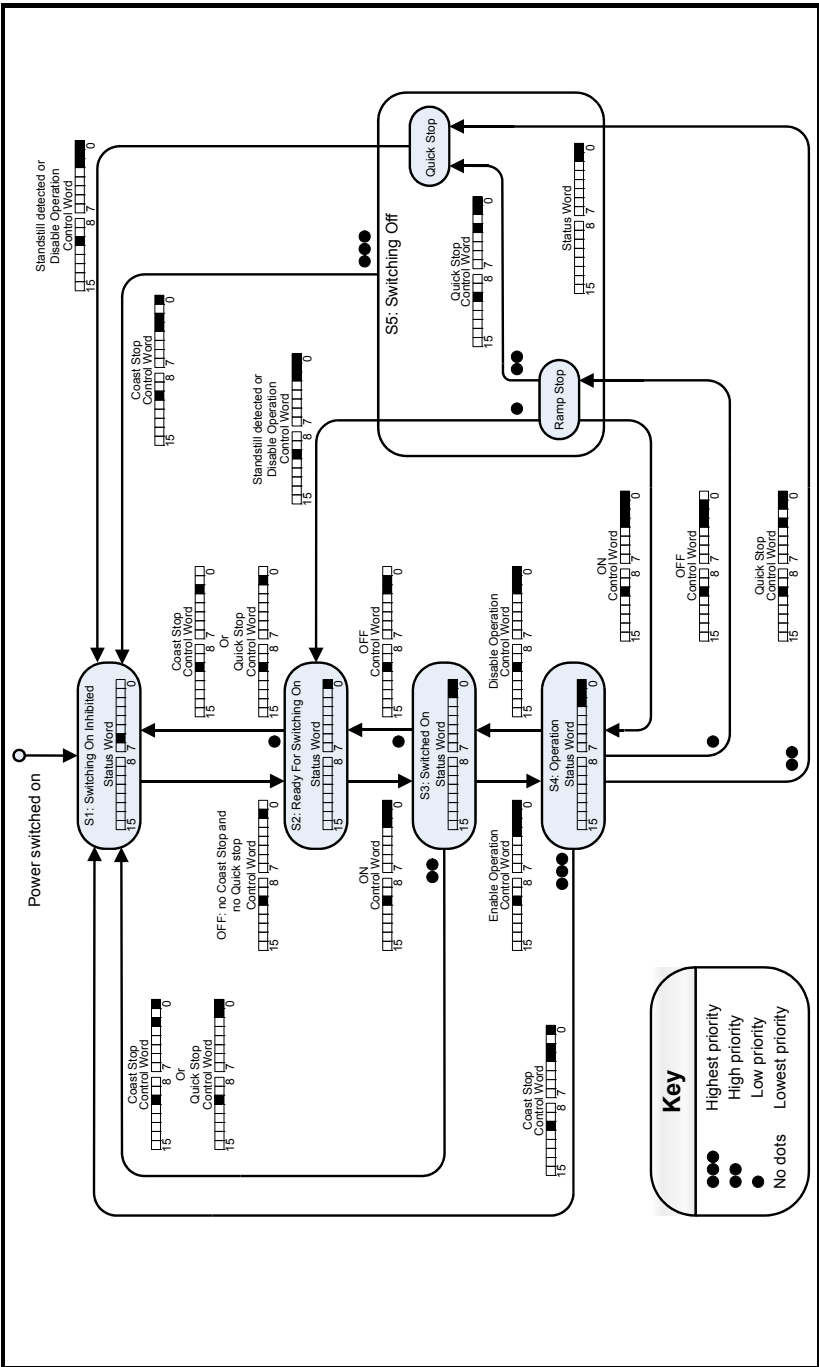 Power switched on
S1: Switching On Inhibited
Status Word
15 8 7 0
Standstill detected or
Disable Operation
Control Word
15 8 7 0
Coast Stop
Control Word
15 8 7 0
Standstill detected or
Disable Operation
Control Word
15 8 7 0
Coast Stop
Control Word
15 8 7 0
Or
Quick Stop
Control Word
15 8 7 0
OFF: no Coast Stop and
no Quick stop
Control Word
15 8 7 0
Coast Stop
Control Word
15 8 7 0
Or
Quick Stop
Control Word
15 8 7 0
S2: Ready For Switching On
Status Word
15 8 7 0
ON
Control Word
15 8 7 0
OFF
Control Word
15 8 7 0
S3: Switched On
Status Word
15 8 7 0
Enable Operation
Control Word
15 8 7 0
Disable Operation
Control Word
15 8 7 0
S4: Operation
Status Word
15 8 7 0
Coast Stop
Control Word
15 8 7 0
S5: Switching Off
Quick Stop
Quick Stop
Control Word
15 8 7 0
Ramp Stop
Status Word
15 8 7 0
ON
Control Word
15 8 7 0
OFF
Control Word
15 8 7 0
Quick Stop
Control Word
15 8 7 0
Key
Highest priority
High priority
Low priority
No dots Lowest priority